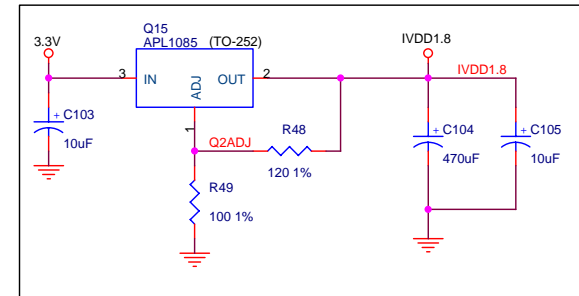 Q15
APL1085 (TO-252)
3.3V
IVDD1.8
3 IN ADJ OUT 2
IVDD1.8
1
+ C103
10uF
Q2ADJ
R48
120 1%
+ C104
470uF
+ C105
10uF
R49
100 1%